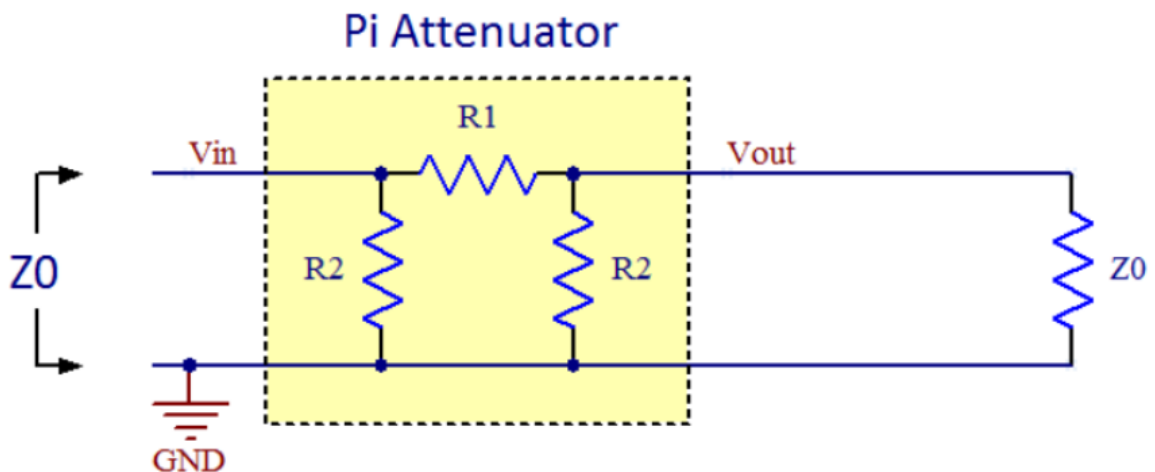 Pi Attenuator
R1
Vin
Vout
R2
R2
Z0
Z0
GND